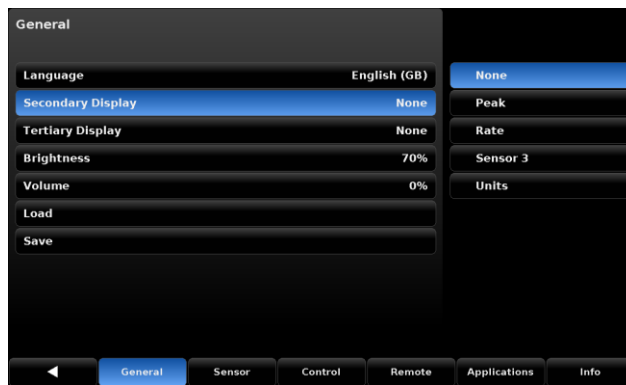 General
Language English (GB)
Secondary Display None
Tertiary Display None
Brightness 70%
Volume 0%
Load
Save
None
Peak
Rate
Sensor 3
Units
General Sensor Control Remote Applications Info